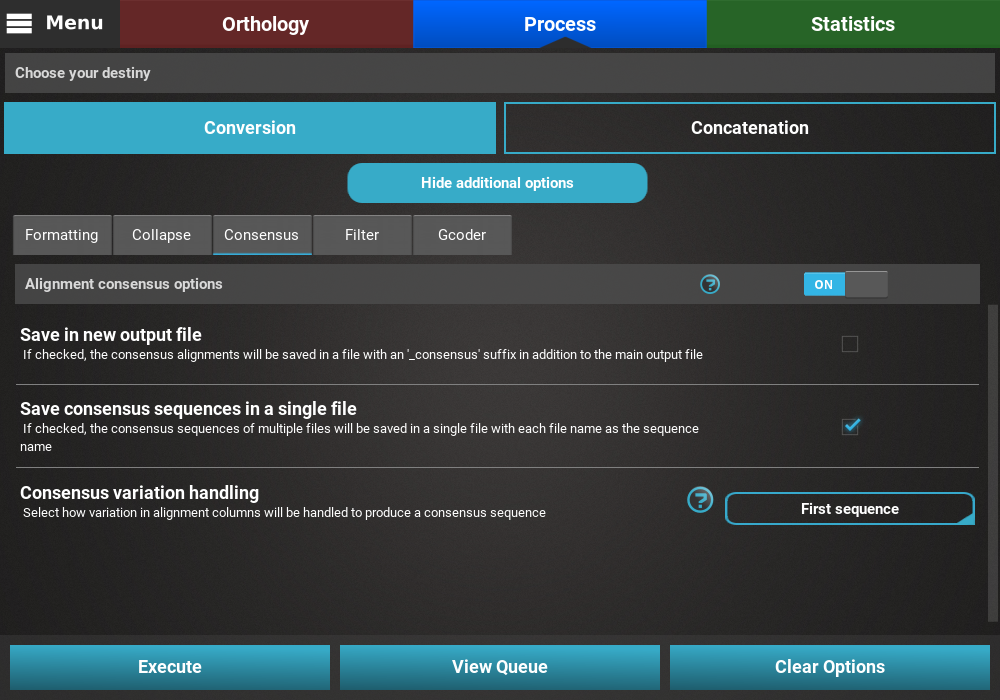 Menu
Orthology
Process
Statistics
Choose your destiny
Conversion
Concatenation
Hide additional options
Formatting
Collapse
Consensus
Filter
Gcoder
Alignment consensus options
?
ON
Save in new output file
If checked, the consensus alignments will be saved in a file with an '_consensus' suffix in addition to the main output file
Save consensus sequences in a single file
If checked, the consensus sequences of multiple files will be saved in a single file with each file name as the sequence
name
Consensus variation handling
Select how variation in alignment columns will be handled to produce a consensus sequence
?
First sequence
Execute
View Queue
Clear Options